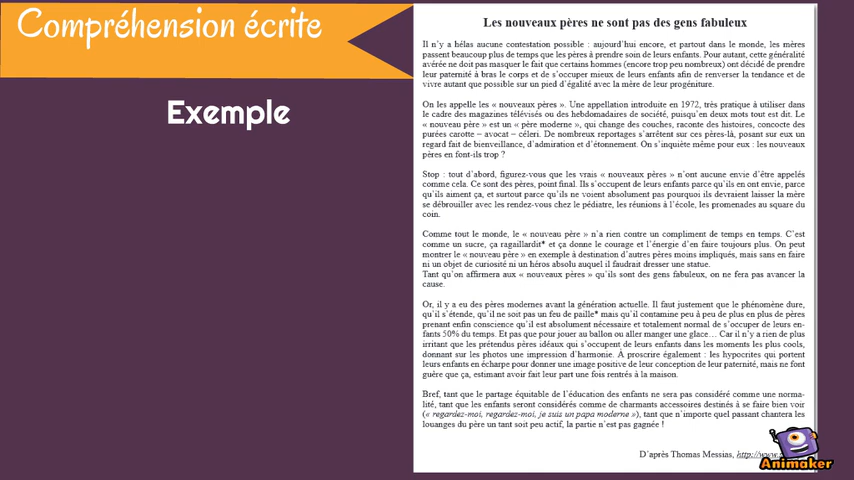 Compréhension écrite
Exemple
Les nouveaux pères ne sont pas des gens fabuleux
Il n'y a hélas aucune contestation possible : aujourd'hui encore, et partout dans le monde, les mères
passent beaucoup plus de temps que les pères à prendre soin de leurs enfants. Pour autant, cette généralité
avérée ne doit pas masquer le fait que certains hommes (encore trop peu nombreux) ont décidé de prendre
leur paternité à bras le corps et de s'occuper mieux de leurs enfants afin de renverser la tendance et de
vivre autant que possible sur un pied d'égalité avec la mère de leur progéniture.
On les appelle les « nouveaux pères ». Une appellation introduite en 1972, très pratique à utiliser dans
le cadre des magazines télévisés ou des hebdomadaires de société, puisqu'en deux mots tout est dit. Le
« nouveau père » est un « père moderne », qui change des couches, raconte des histoires, concocte des
purées carotte – avocat – céleri. De nombreux reportages s'arrêtent sur ces pères-là, posant sur eux un
regard fait de bienveillance, d'admiration et d'étonnement. On s'inquiète même pour eux : les nouveaux
pères en font-ils trop ?
Stop : tout d'abord, figurez-vous que les vrais « nouveaux pères » n'ont aucune envie d'être appelés
comme cela. Ce sont des pères, point final. Ils s'occupent de leurs enfants parce qu'ils en ont envie, parce
qu'ils aiment ça, et surtout parce qu'ils ne voient absolument pas pourquoi ils devraient laisser la mère
se débrouiller avec les rendez-vous chez le pédiatre, les réunions à l'école, les promenades au square du
coin.
Comme tout le monde, le « nouveau père » n'a rien contre un compliment de temps en temps. C'est
comme un sucre, ça ragaillardit* et ça donne le courage et l'énergie d'en faire toujours plus. On peut
montrer le « nouveau père » en exemple à destination d'autres pères moins impliqués, mais sans en faire
ni un objet de curiosité ni un héros absolu auquel il faudrait dresser une statue.
Tant qu'on affirmera aux « nouveaux pères » qu'ils sont des gens fabuleux, on ne fera pas avancer la
cause.
Or, il y a eu des pères modernes avant la génération actuelle. Il faut justement que le phénomène dure,
qu'il s'étende, qu'il ne soit pas un feu de paille* mais qu'il contamine peu à peu de plus en plus de pères
prenant enfin conscience qu'il est absolument nécessaire et totalement normal de s'occuper de leurs en-
fants 50% du temps. Et pas que pour jouer au ballon ou aller manger une glace... Car il n'y a rien de plus
irritant que les prétendus pères idéaux qui s'occupent de leurs enfants dans les moments les plus cools,
donnant sur les photos une impression d'harmonie. À proscrire également : les hypocrites qui portent
leurs enfants en écharpe pour donner une image positive de leur conception de leur paternité, mais ne font
guère que ça, estimant avoir fait leur part une fois rentrés à la maison.
Bref, tant que le partage équitable de l'éducation des enfants ne sera pas considéré comme une norma-
lité, tant que les enfants seront considérés comme de charmants accessoires destinés à se faire bien voir
(« regardez-moi, regardez-moi, je suis un papa moderne »), tant que n'importe quel passant chantera les
louanges du père un tant soit peu actif, la partie n'est pas gagnée !
D'après Thomas Messias, http://www.
Animaker